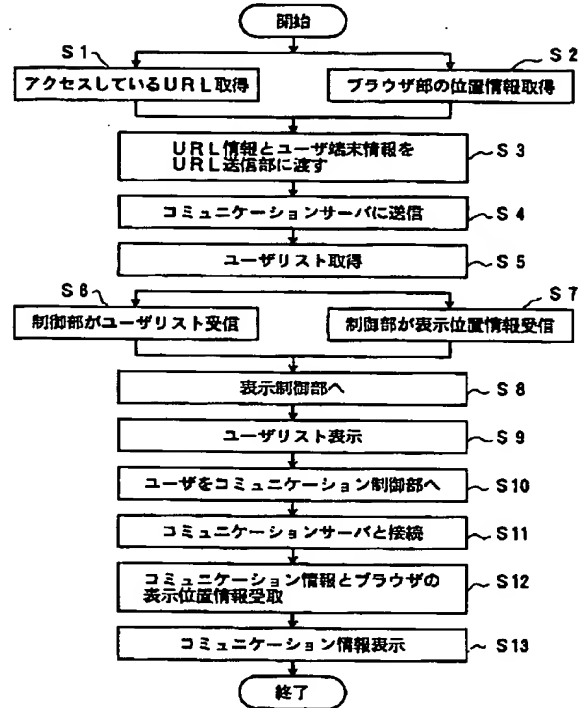 開始
S1
S2
アクセスしているURL取得
ブラウザ部の位置情報取得
URL情報とユーザ端末情報を
URL送信部に渡す
S3
コミュニケーションサーバに送信
S4
ユーザリスト取得
S5
S6
S7
制御部がユーザリスト受信
制御部が表示位置情報受信
表示制御部へ
S8
ユーザリスト表示
S9
ユーザをコミュニケーション制御部へ
S10
コミュニケーションサーバと接続
S11
コミュニケーション情報とブラウザの
表示位置情報受取
S12
コミュニケーション情報表示
S13
終了